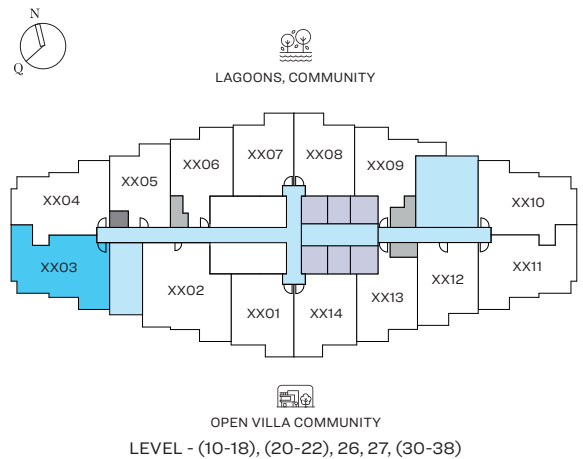 N
Q
LAGOONS, COMMUNITY
XX07 XX08
XX06 XX09
XX05
XX04 XX10
XX03 XX11
XX02 XX12
XX01 XX14 XX13
OPEN VILLA COMMUNITY
LEVEL - (10-18), (20-22), 26, 27, (30-38)